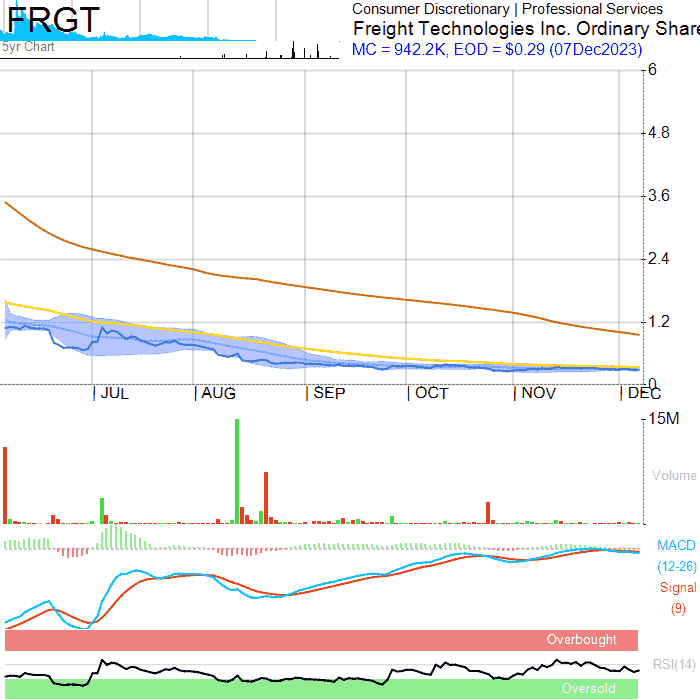 FRGT
5yr Chart
Consumer Discretionary | Professional Services
Freight Technologies Inc. Ordinary Share
MC = 942.2K, EOD = $0.29 (07Dec2023)
6
4.8
3.6
2.4
1.2
0
| JUL | AUG | SEP | OCT | NOV | DEC
15M
Volume
MACD
(12-26)
Signal
(9)
Overbought
RSI(14)
Oversold